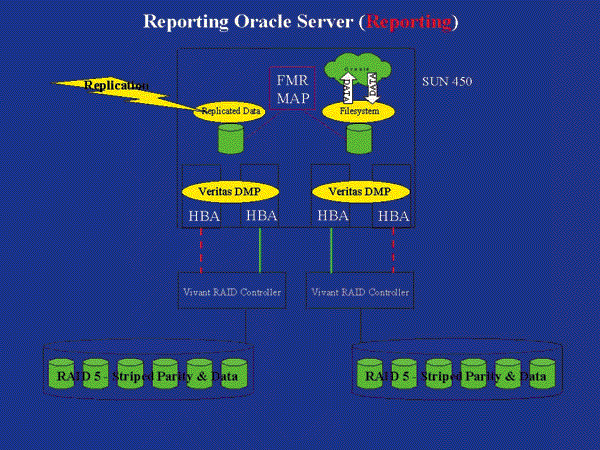 Reporting Oracle Server (Reporting)
Replication
FMR
MAP
Oracle
DATA
DATA
SUN 450
Replicated Data
Filesystem
Veritas DMP
Veritas DMP
HBA
HBA
HBA
HBA
Vivant RAID Controller
Vivant RAID Controller
RAID 5 - Striped Parity & Data
RAID 5 - Striped Parity & Data